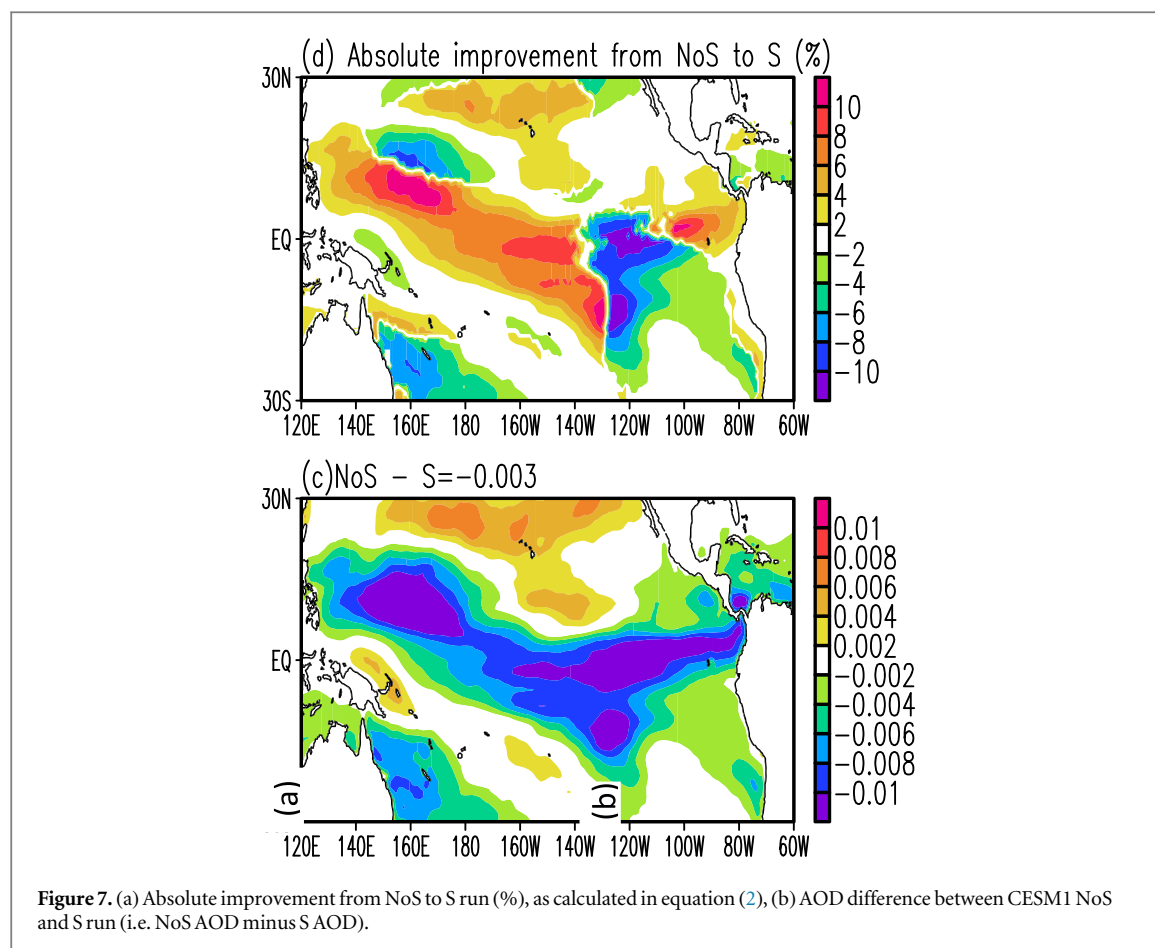 (d) Absolute improvement from NoS to S (%)
30N
EQ
30S
120E 140E 160E 180 160W 140W 120W 100W 80W 60W
10
8
6
4
2
−2
−4
−6
−8
−10
(c)NoS − S=−0.003
30N
EQ
(a)
(b)
120E 140E 160E 180 160W 140W 120W 100W 80W 60W
0.01
0.008
0.006
0.004
0.002
−0.002
−0.004
−0.006
−0.008
−0.01
Figure 7. (a) Absolute improvement from NoS to S run (%), as calculated in equation (2), (b) AOD difference between CESM1 NoS
and S run (i.e. NoS AOD minus S AOD).